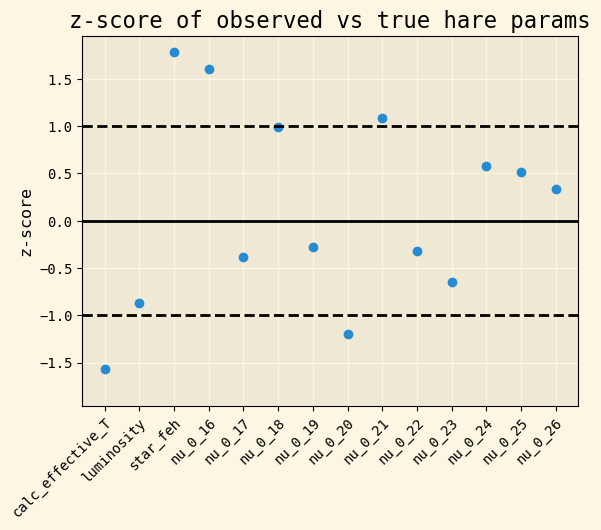 z-score of observed vs true hare params
z-score
1.5
1.0
0.5
0.0
−0.5
−1.0
−1.5
calc_effective_T
luminosity
star_feh
nu_0_16
nu_0_17
nu_0_18
nu_0_19
nu_0_20
nu_0_21
nu_0_22
nu_0_23
nu_0_24
nu_0_25
nu_0_26